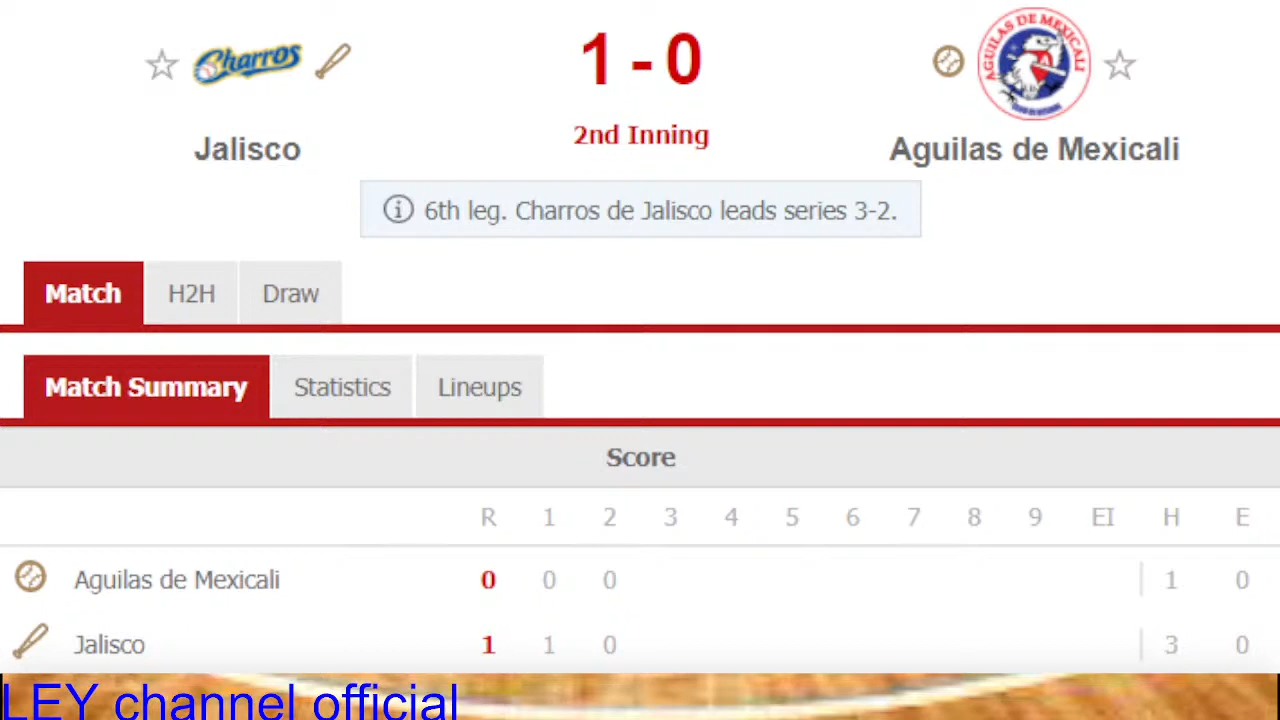 Charros
AGUILAS DE MEXICALI
1 - 0
2nd Inning
Jalisco
Aguilas de Mexicali
6th leg. Charros de Jalisco leads series 3-2.
Match H2H Draw
Match Summary Statistics Lineups
Score
R 1 2 3 4 5 6 7 8 9 EI H E
Aguilas de Mexicali 0 0 0 1 0
Jalisco 1 1 0 3 0
LEY channel official